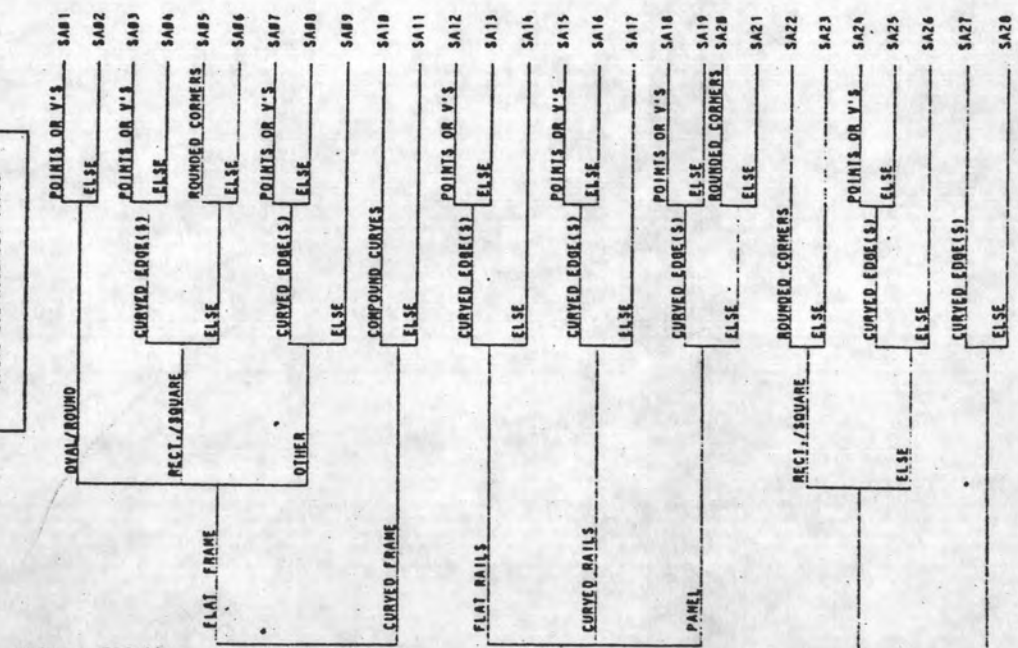 POINTS OR V'S SA01
OVAL/ROUND
ELSE SA02
POINTS OR V'S SA03
CURVED EDGE(S)
ELSE SA04
RECT./SQUARE
ROUNDED CORNERS SA05
ELSE
FLAT FRAME
ELSE SA06
POINTS OR V'S SA07
CURVED EDGE(S)
OTHER
ELSE SA08
ELSE SA09
COMPOUND CURVES SA10
CURVED FRAME
ELSE SA11
POINTS OR V'S SA12
CURVED EDGE(S)
ELSE SA13
FLAT RAILS
ELSE SA14
POINTS OR V'S SA15
CURVED EDGE(S)
ELSE SA16
CURVED RAILS
ELSE SA17
POINTS OR V'S SA18
CURVED EDGE(S)
ELSE SA19
PANEL
ROUNDED CORNERS SA20
ELSE
ELSE SA21
ROUNDED CORNERS SA22
RECT./SQUARE
ELSE SA23
POINTS OR V'S SA24
CURVED EDGE(S)
ELSE SA25
ELSE
ELSE SA26
CURVED EDGE(S) SA27
ELSE SA28